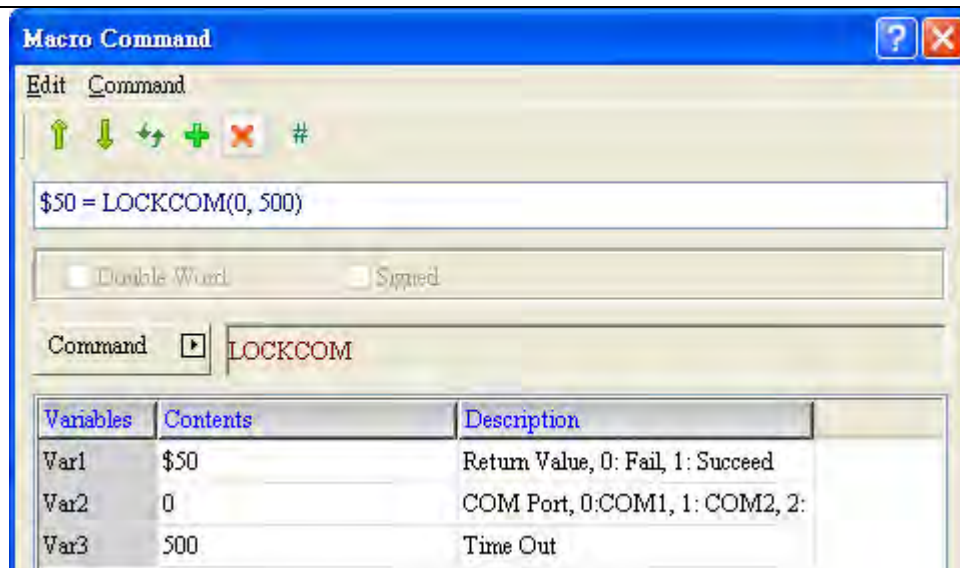 Macro Command
Edit Command
#
$50 = LOCKCOM(0, 500)
Double Word Signed
Command LOCKCOM
Variables Contents Description
Var1 $50 Return Value, 0: Fail, 1: Succeed
Var2 0 COM Port, 0:COM1, 1: COM2, 2:
Var3 500 Time Out